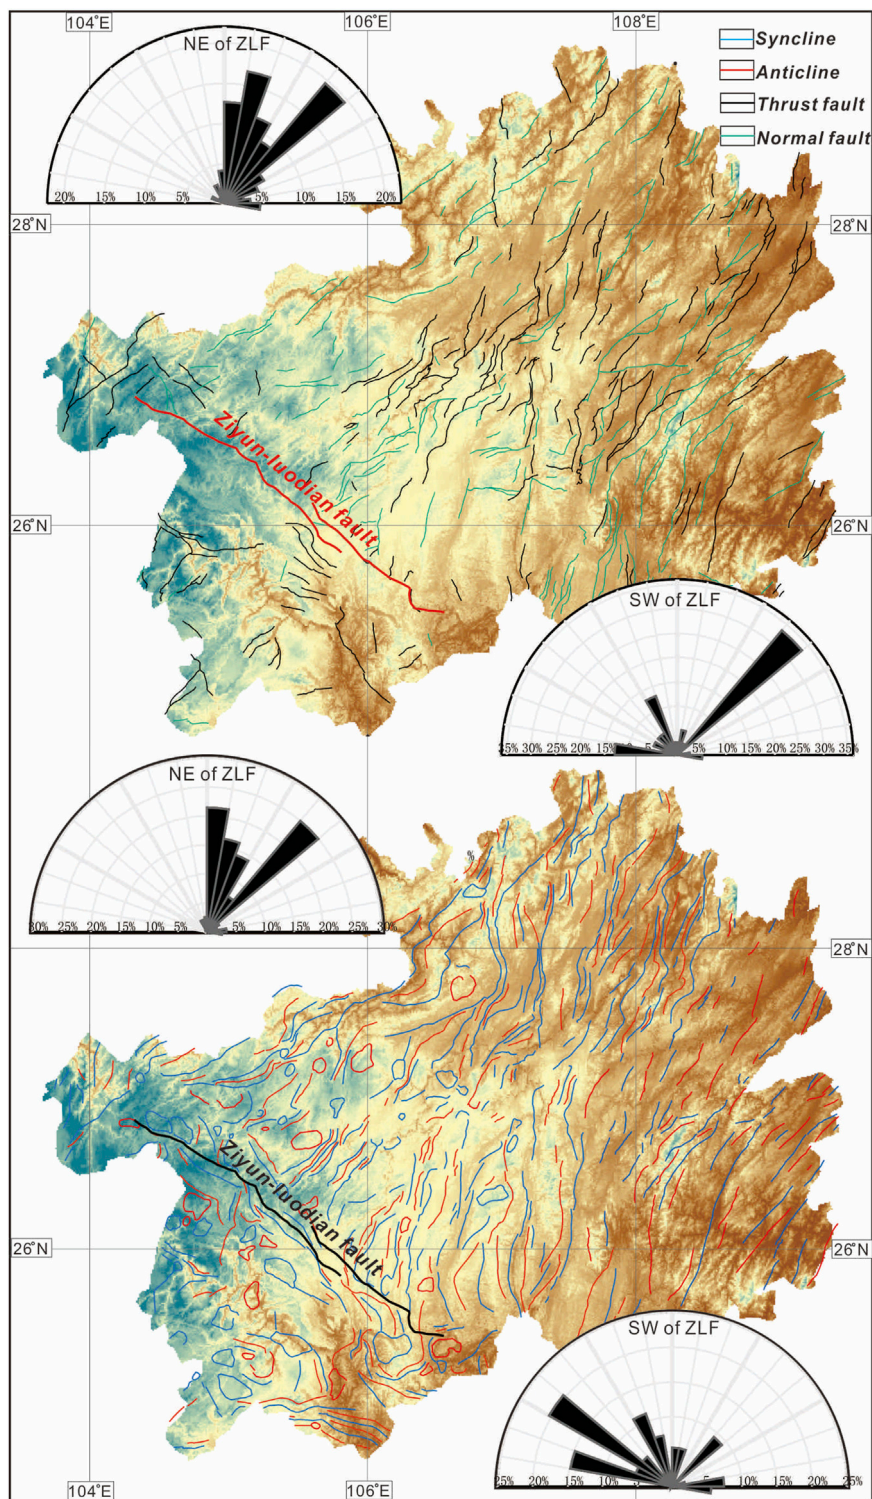 104°E
106°E
108°E
NE of ZLF
20% 15% 10% 5% 5% 10% 15% 20%
Syncline
Anticline
Thrust fault
Normal fault
28°N
28°N
Ziyun-luodian fault
26°N
26°N
SW of ZLF
35% 30% 25% 20% 15% 5% 10% 15% 20% 25% 30% 35%
NE of ZLF
30% 25% 20% 15% 10% 5% 5% 10% 15% 20% 25% 30%
%
28°N
Ziyun-luodian fault
26°N
26°N
SW of ZLF
25% 20% 15% 10% 5% 10% 15% 20% 25%
104°E
106°E